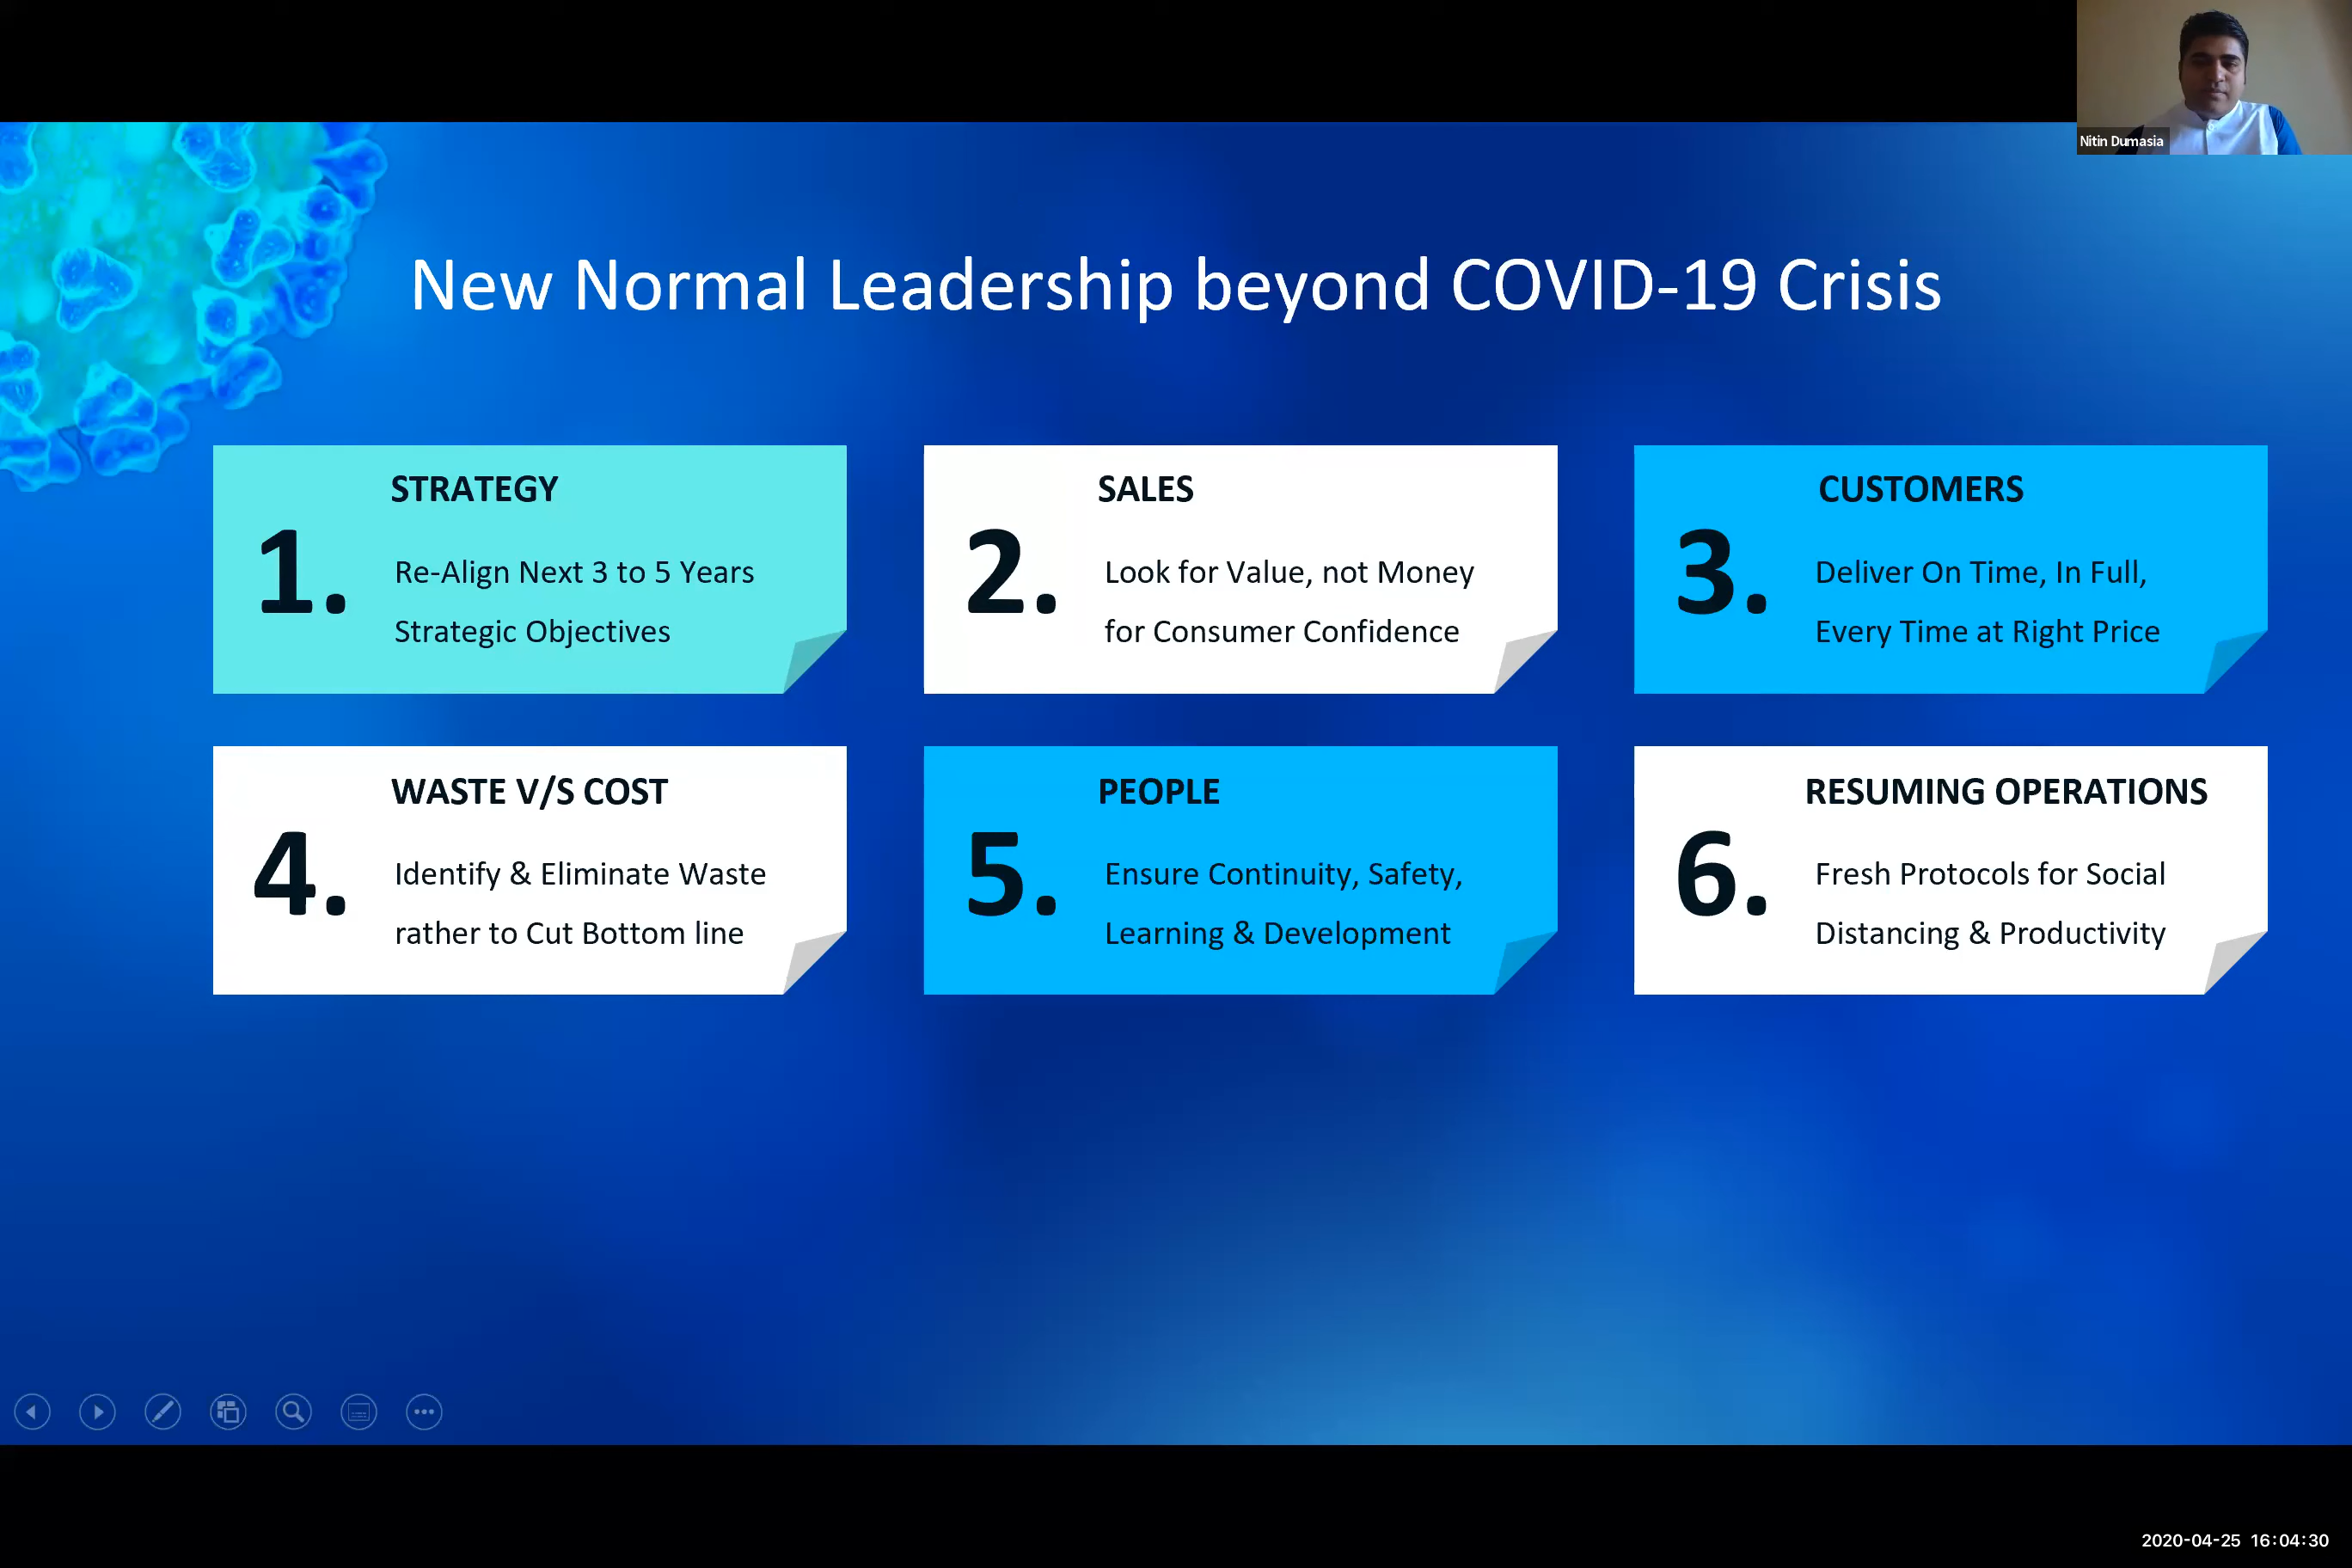 Nitin Dumasia
New Normal Leadership beyond COVID-19 Crisis
STRATEGY
1.
Re-Align Next 3 to 5 Years
Strategic Objectives
SALES
2.
Look for Value, not Money
for Consumer Confidence
CUSTOMERS
3.
Deliver On Time, In Full,
Every Time at Right Price
WASTE V/S COST
4.
Identify & Eliminate Waste
rather to Cut Bottom line
PEOPLE
5.
Ensure Continuity, Safety,
Learning & Development
RESUMING OPERATIONS
6.
Fresh Protocols for Social
Distancing & Productivity
2020-04-25 16:04:30